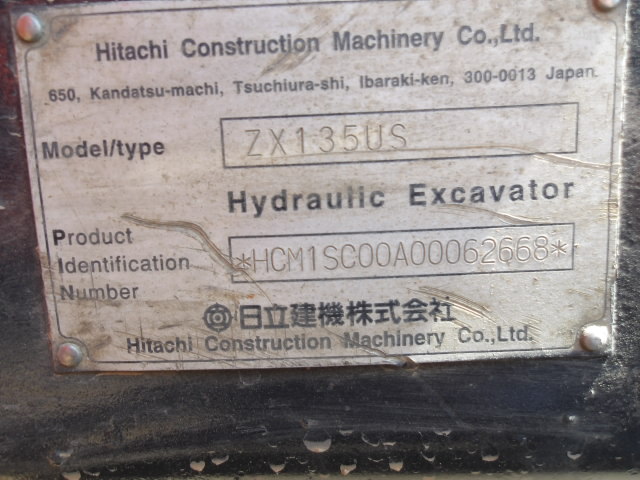 Hitachi Construction Machinery Co.,Ltd.
650, Kandatsu-machi, Tsuchiura-shi, Ibaraki-ken, 300-0013 Japan.
Model/type ZX135US
Hydraulic Excavator
Product
Identification *HCM1SC00A00062668*
Number
日立建機株式会社
Hitachi Construction Machinery Co.,Ltd.